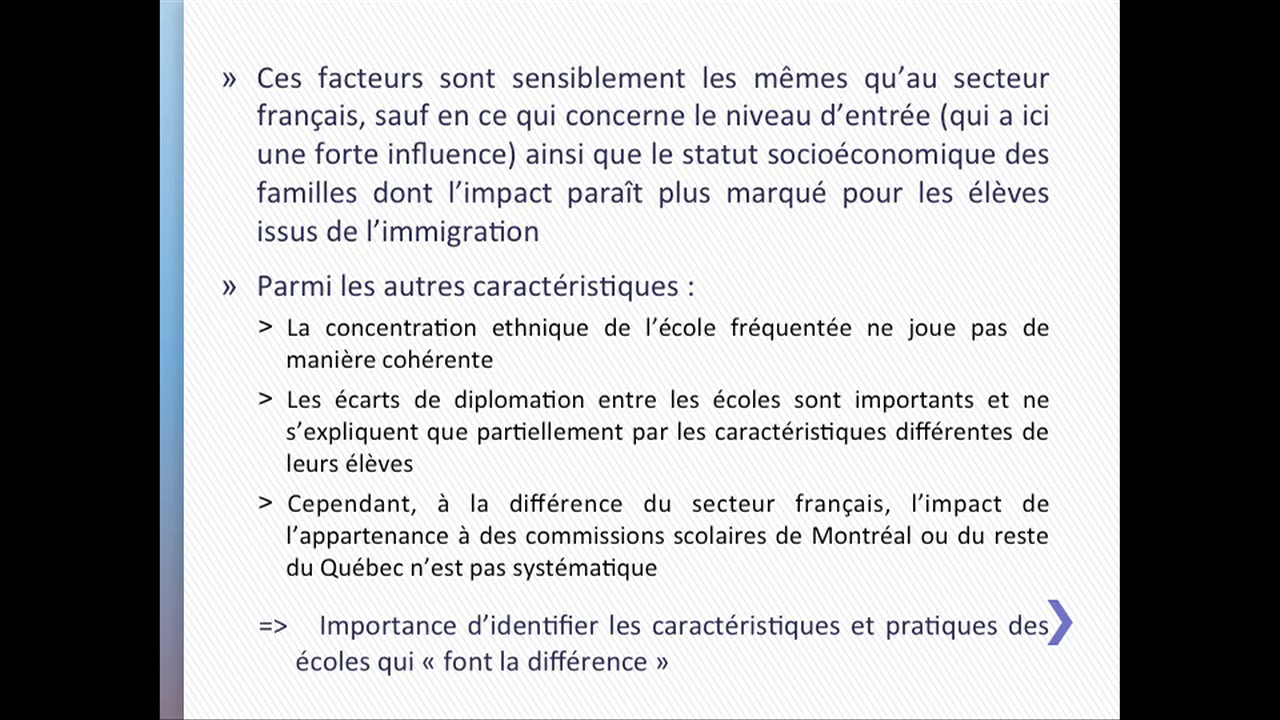 » Ces facteurs sont sensiblement les mêmes qu’au secteur
français, sauf en ce qui concerne le niveau d’entrée (qui a ici
une forte influence) ainsi que le statut socioéconomique des
familles dont l’impact paraît plus marqué pour les élèves
issus de l’immigration
» Parmi les autres caractéristiques :
> La concentration ethnique de l’école fréquentée ne joue pas de
manière cohérente
> Les écarts de diplomation entre les écoles sont importants et ne
s’expliquent que partiellement par les caractéristiques différentes de
leurs élèves
> Cependant, à la différence du secteur français, l’impact de
l’appartenance à des commissions scolaires de Montréal ou du reste
du Québec n’est pas systématique
=> Importance d’identifier les caractéristiques et pratiques des
écoles qui « font la différence »